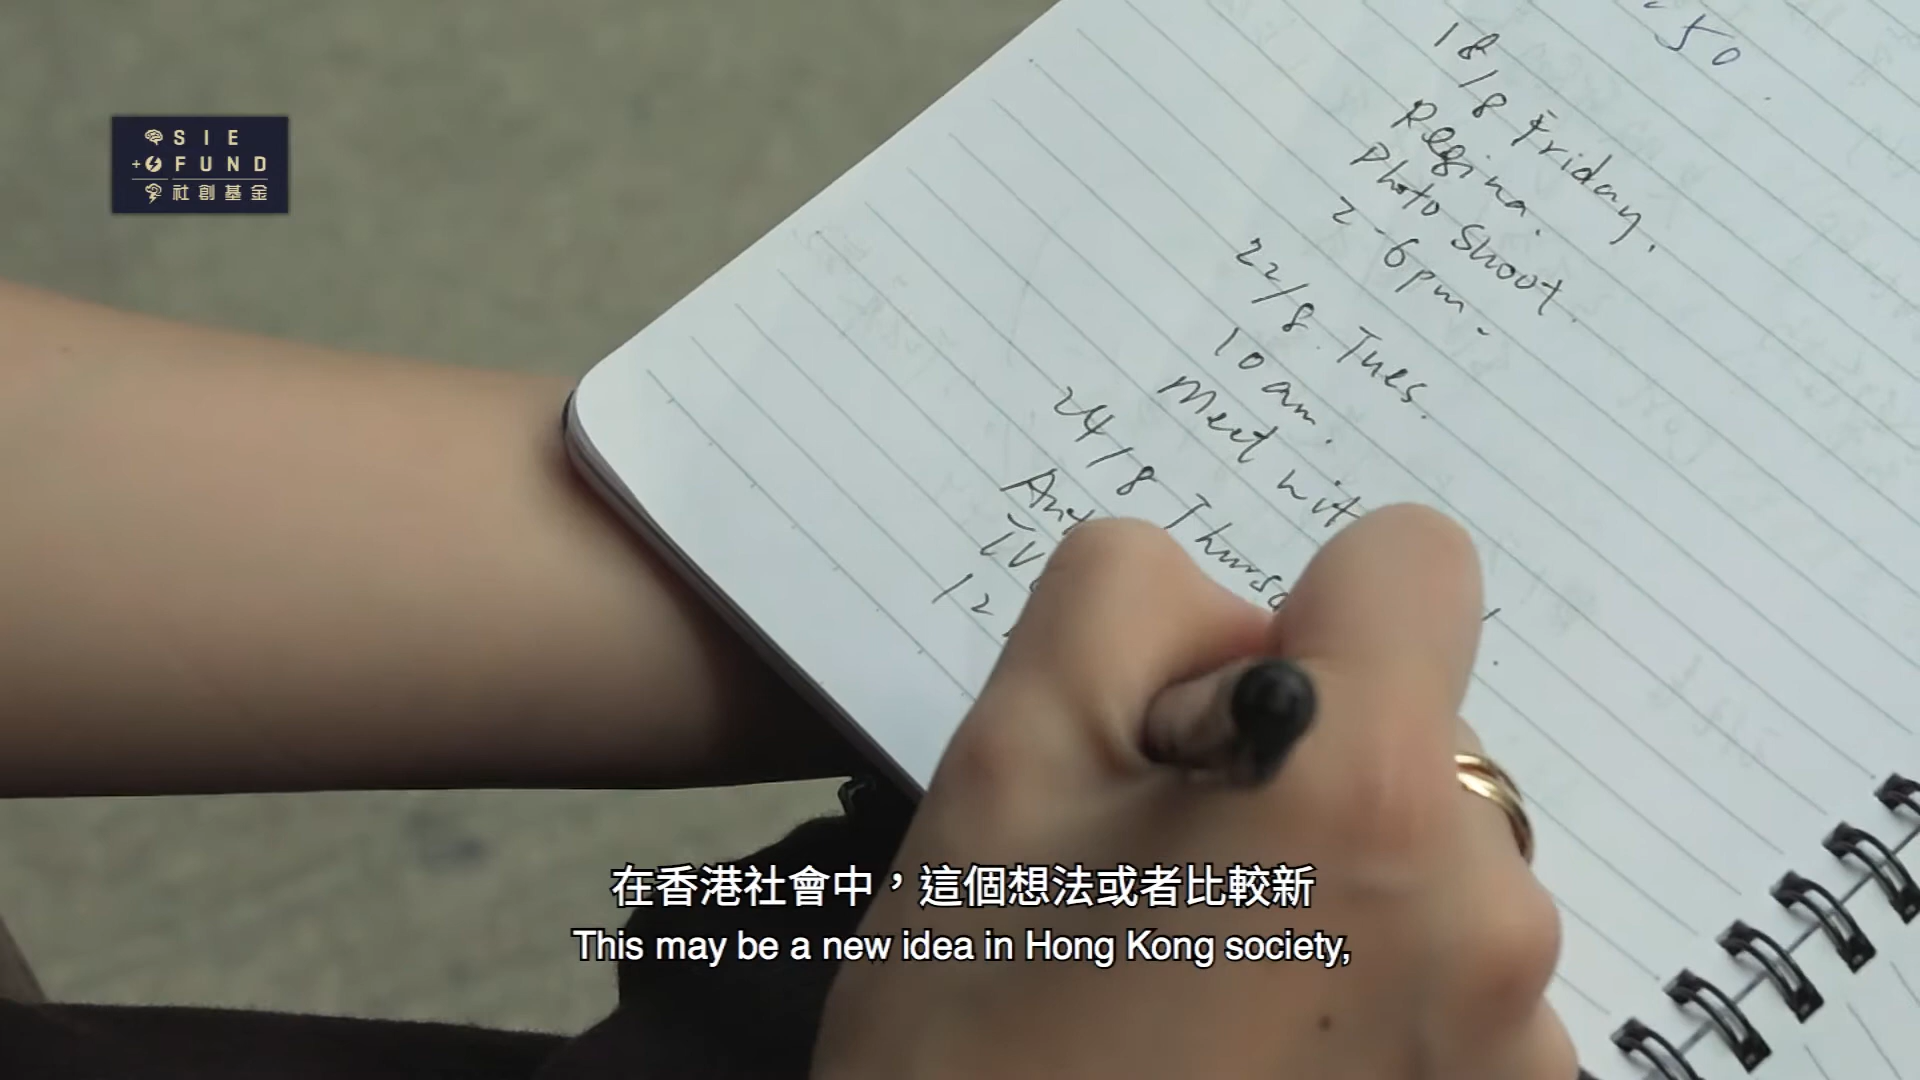 SIE
+ FUND
社創基金
50
18/8 Friday.
Regina.
Photo Shoot.
2-6pm.
22/8 Tues.
10 am.
Meet wit
24/8 Thurs
12
在香港社會中，這個想法或者比較新
This may be a new idea in Hong Kong society,